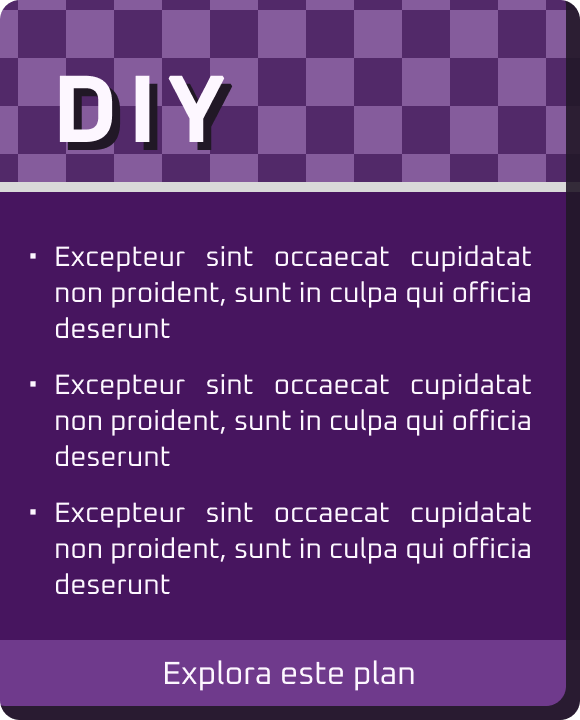 DIY
▪ Excepteur sint occaecat cupidatat
non proident, sunt in culpa qui officia
deserunt
▪ Excepteur sint occaecat cupidatat
non proident, sunt in culpa qui officia
deserunt
▪ Excepteur sint occaecat cupidatat
non proident, sunt in culpa qui officia
deserunt
Explora este plan